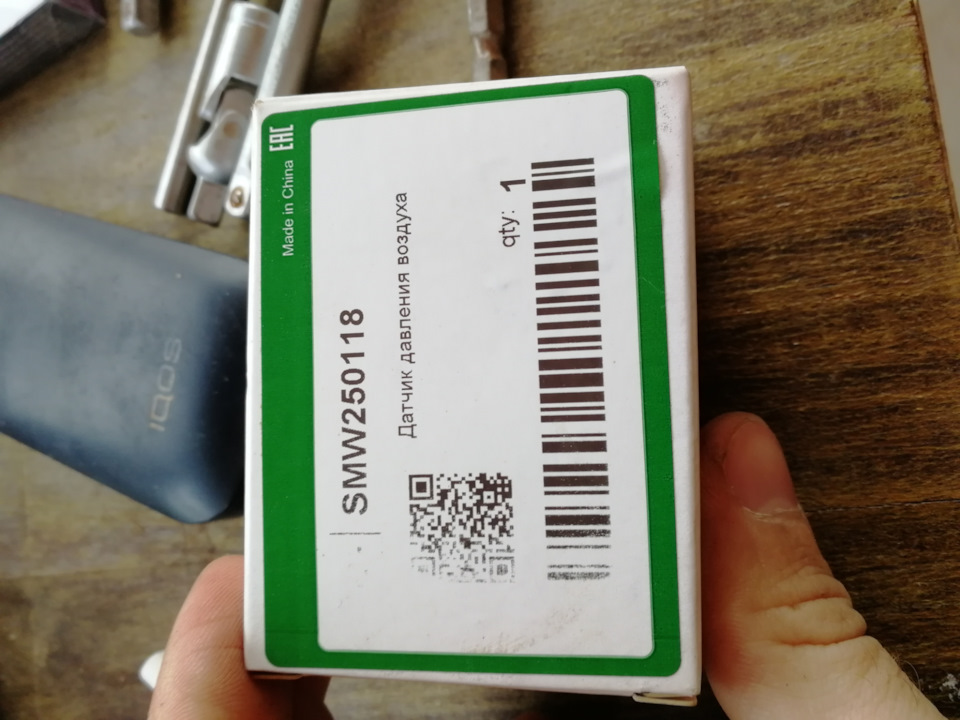 Made in China EAC
SMW250118
Датчик давления воздуха
qty: 1
IQOS